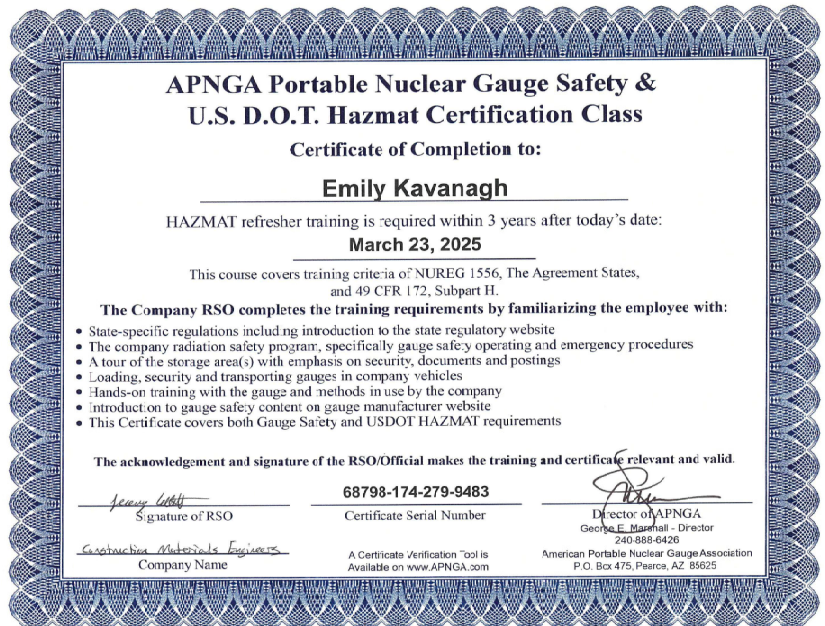 APNGA Portable Nuclear Gauge Safety &
U.S. D.O.T. Hazmat Certification Class
Certificate of Completion to:
Emily Kavanagh
HAZMAT refresher training is required within 3 years after today's date:
March 23, 2025
This course covers training criteria of NUREG 1556, The Agreement States,
and 49 CFR 172, Subpart H.
The Company RSO completes the training requirements by familiarizing the employee with:
• State-specific regulations including introduction to the state regulatory website
• The company radiation safety program, specifically gauge safety operating and emergency procedures
• A tour of the storage area(s) with emphasis on security, documents and postings
• Loading, security and transporting gauges in company vehicles
• Hands-on training with the gauge and methods in use by the company
• Introduction to gauge safety content on gauge manufacturer website
• This Certificate covers both Gauge Safety and USDOT HAZMAT requirements
The acknowledgement and signature of the RSO/Official makes the training and certificate relevant and valid.
Jeremy
Signature of RSO
68798-174-279-9483
Certificate Serial Number
Director of APNGA
George E. Marshall - Director
240-888-6426
Construction Materials Engineers
Company Name
A Certificate Verification Tool is
Available on www.APNGA.com
American Portable Nuclear Gauge Association
P.O. Box 475, Pearce, AZ 85625